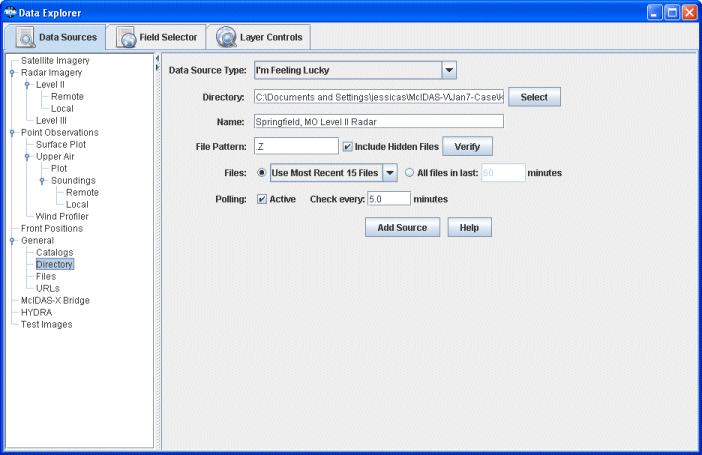 Data Explorer
Data Sources
Field Selector
Layer Controls
Satellite Imagery
Radar Imagery
Level II
Remote
Local
Level III
Point Observations
Surface Plot
Upper Air
Plot
Soundings
Remote
Local
Wind Profiler
Front Positions
General
Catalogs
Directory
Files
URLs
McIDAS-X Bridge
HYDRA
Test Images
Data Source Type: I'm Feeling Lucky
Directory: C:\Documents and Settings\jessicas\McIDAS-V\Jan7-Case\K Select
Name: Springfield, MO Level II Radar
File Pattern: .Z Include Hidden Files Verify
Files: Use Most Recent 15 Files All files in last: 60 minutes
Polling: Active Check every: 5.0 minutes
Add Source Help